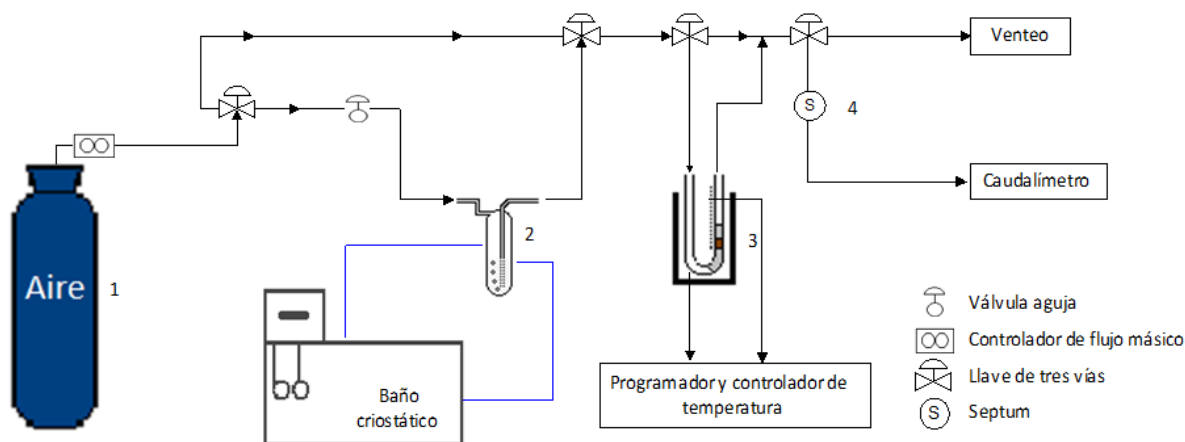 Venteo
S
4
Caudalímetro
2
3
Aire
1
Baño
criostático
Programador y controlador de
temperatura
Válvula aguja
Controlador de flujo másico
Llave de tres vías
S
Septum